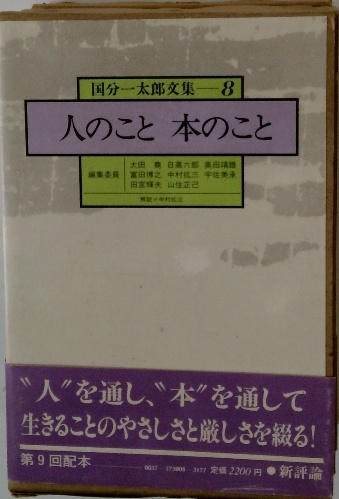 国分一太郎文集──8
人のこと 本のこと
編集委員
大田 堯 日高六郎 奥田靖雄
富田博之 中村拡三 宇佐美承
田宮輝夫 山住正己
解説＝中村拡三
〝人〟を通し、〝本〟を通して
生きることのやさしさと厳しさを綴る!
第9回配本
定価 2200円 ●新評論